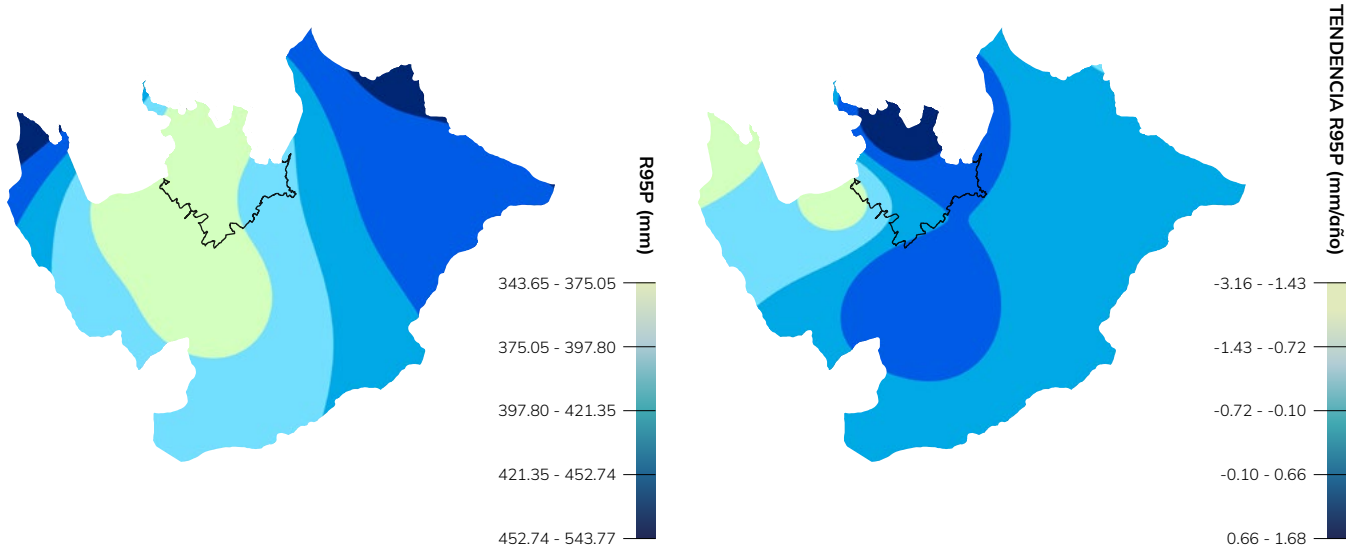 R95P (mm)
343.65 - 375.05
375.05 - 397.80
397.80 - 421.35
421.35 - 452.74
452.74 - 543.77
TENDENCIA R95P (mm/año)
-3.16 - -1.43
-1.43 - -0.72
-0.72 - -0.10
-0.10 - 0.66
0.66 - 1.68